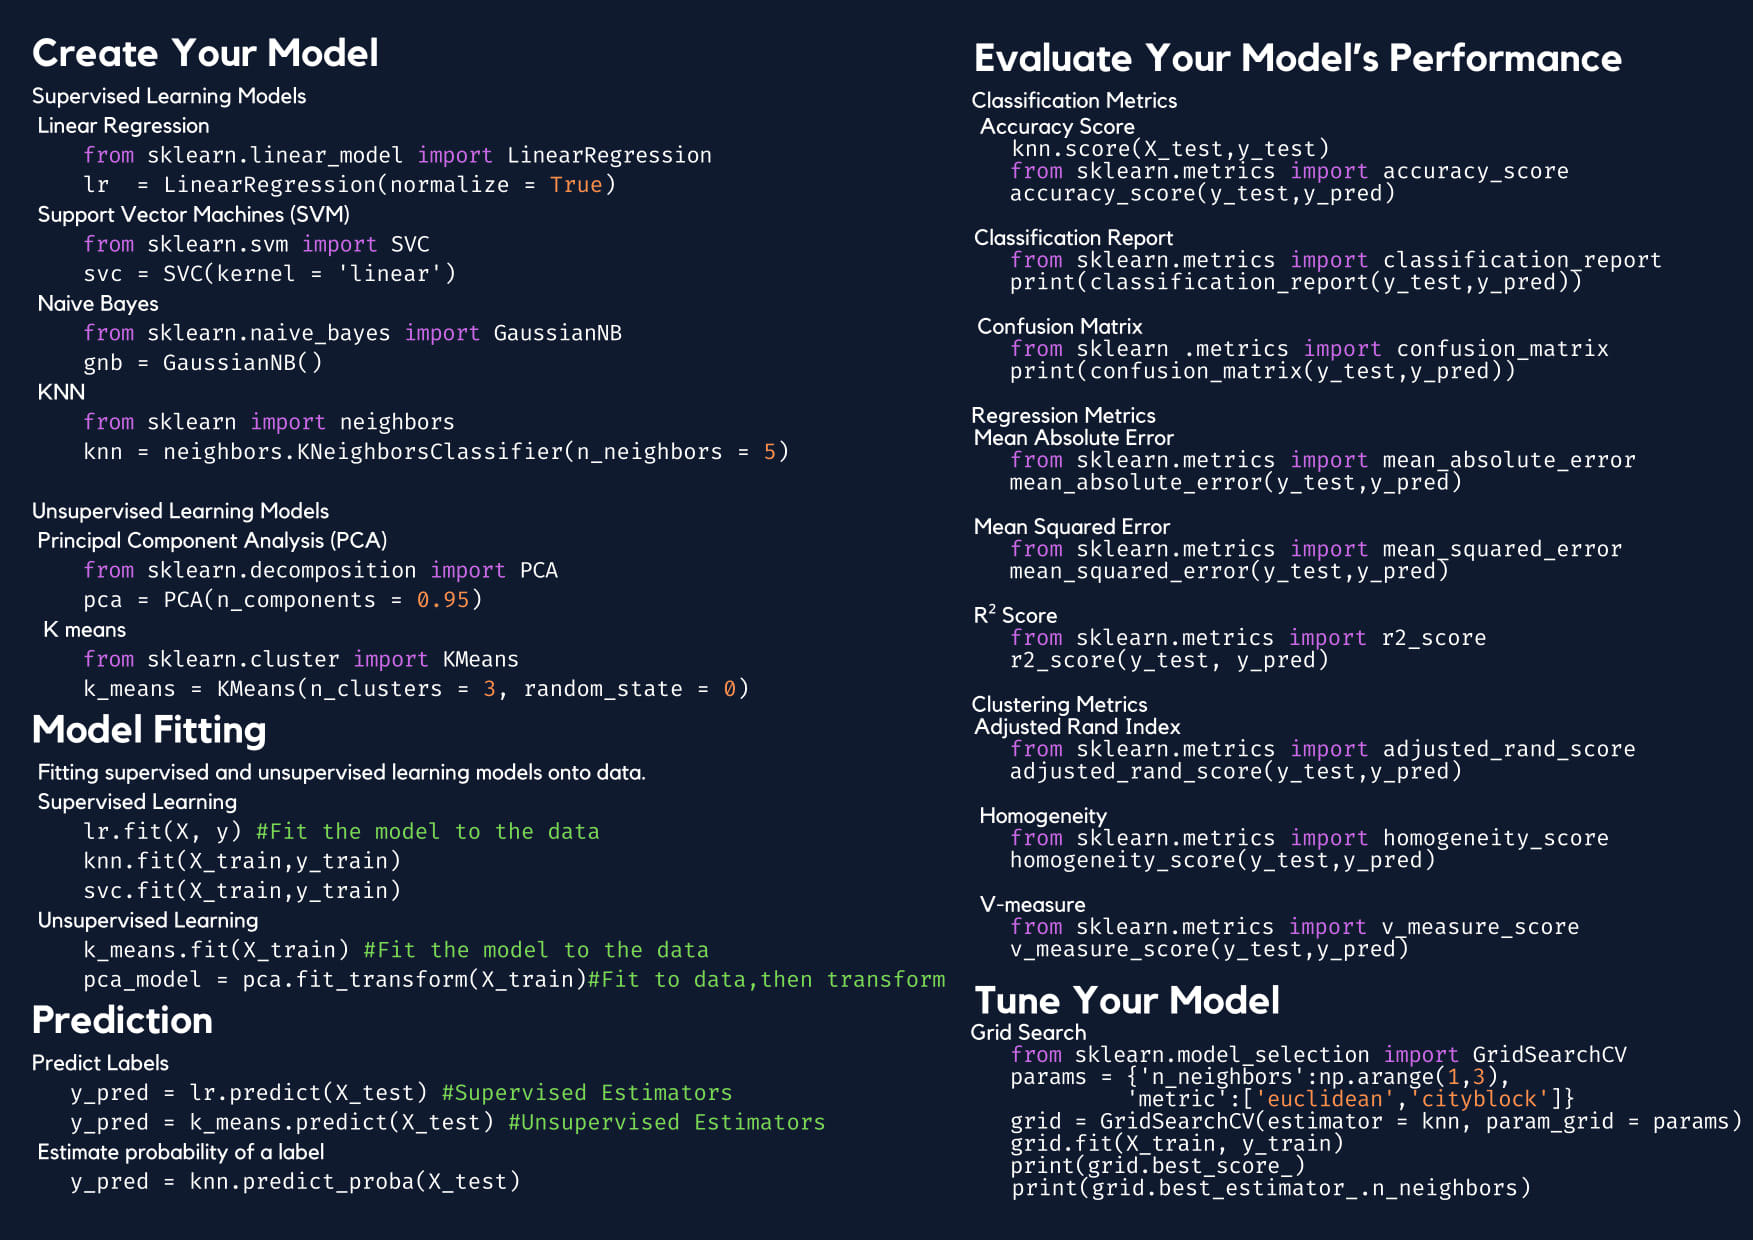 Create Your Model
Supervised Learning Models
Linear Regression
from sklearn.linear_model import LinearRegression
lr  = LinearRegression(normalize = True)
Support Vector Machines (SVM)
from sklearn.svm import SVC
svc = SVC(kernel = 'linear')
Naive Bayes
from sklearn.naive_bayes import GaussianNB
gnb = GaussianNB()
KNN
from sklearn import neighbors
knn = neighbors.KNeighborsClassifier(n_neighbors = 5)
Unsupervised Learning Models
Principal Component Analysis (PCA)
from sklearn.decomposition import PCA
pca = PCA(n_components = 0.95)
K means
from sklearn.cluster import KMeans
k_means = KMeans(n_clusters = 3, random_state = 0)
Model Fitting
Fitting supervised and unsupervised learning models onto data.
Supervised Learning
lr.fit(X, y) #Fit the model to the data
knn.fit(X_train,y_train)
svc.fit(X_train,y_train)
Unsupervised Learning
k_means.fit(X_train) #Fit the model to the data
pca_model = pca.fit_transform(X_train)#Fit to data,then transform
Prediction
Predict Labels
y_pred = lr.predict(X_test) #Supervised Estimators
y_pred = k_means.predict(X_test) #Unsupervised Estimators
Estimate probability of a label
y_pred = knn.predict_proba(X_test)
Evaluate Your Model's Performance
Classification Metrics
Accuracy Score
knn.score(X_test,y_test)
from sklearn.metrics import accuracy_score
accuracy_score(y_test,y_pred)
Classification Report
from sklearn.metrics import classification_report
print(classification_report(y_test,y_pred))
Confusion Matrix
from sklearn .metrics import confusion_matrix
print(confusion_matrix(y_test,y_pred))
Regression Metrics
Mean Absolute Error
from sklearn.metrics import mean_absolute_error
mean_absolute_error(y_test,y_pred)
Mean Squared Error
from sklearn.metrics import mean_squared_error
mean_squared_error(y_test,y_pred)
R² Score
from sklearn.metrics import r2_score
r2_score(y_test, y_pred)
Clustering Metrics
Adjusted Rand Index
from sklearn.metrics import adjusted_rand_score
adjusted_rand_score(y_test,y_pred)
Homogeneity
from sklearn.metrics import homogeneity_score
homogeneity_score(y_test,y_pred)
V-measure
from sklearn.metrics import v_measure_score
v_measure_score(y_test,y_pred)
Tune Your Model
Grid Search
from sklearn.model_selection import GridSearchCV
params = {'n_neighbors':np.arange(1,3),
'metric':['euclidean','cityblock']}
grid = GridSearchCV(estimator = knn, param_grid = params)
grid.fit(X_train, y_train)
print(grid.best_score_)
print(grid.best_estimator_.n_neighbors)